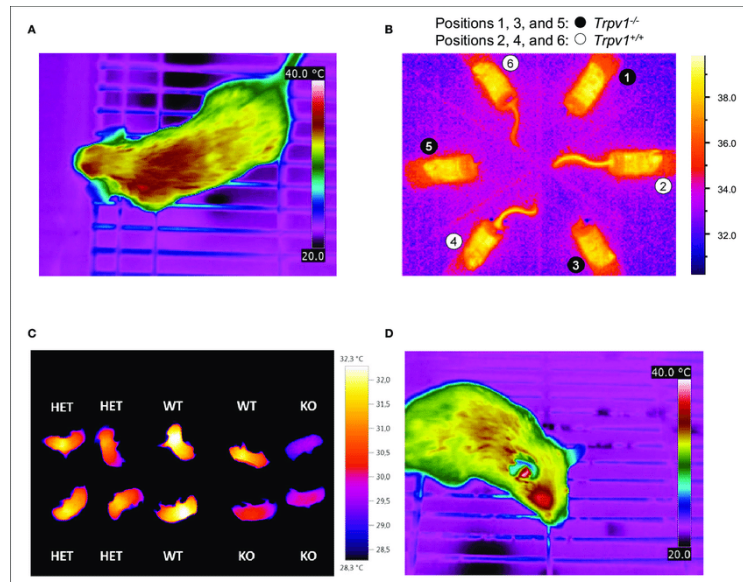 A
40.0 °C
20.0
B
Positions 1, 3, and 5: ● Trpv1-/-
Positions 2, 4, and 6: ○ Trpv1+/+
6
1
5
2
4
3
38.0
36.0
34.0
32.0
C
HET HET WT WT KO
HET HET WT KO KO
32,3 °C
32,0
31,5
31,0
30,5
30,0
29,5
29,0
28,5
28,3 °C
D
40.0 °C
20.0